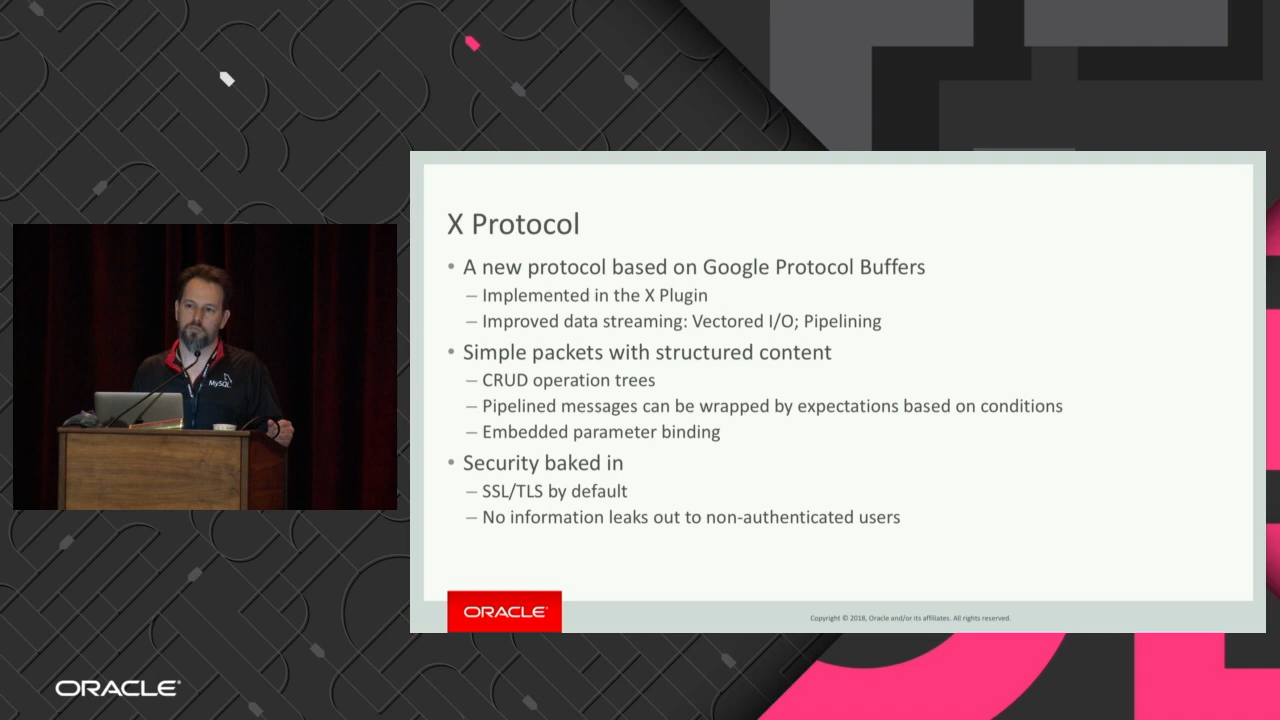 X Protocol
• A new protocol based on Google Protocol Buffers
– Implemented in the X Plugin
– Improved data streaming: Vectored I/O; Pipelining
• Simple packets with structured content
– CRUD operation trees
– Pipelined messages can be wrapped by expectations based on conditions
– Embedded parameter binding
• Security baked in
– SSL/TLS by default
– No information leaks out to non-authenticated users
MySQL
ORACLE®
Copyright © 2018, Oracle and/or its affiliates. All rights reserved.
ORACLE®